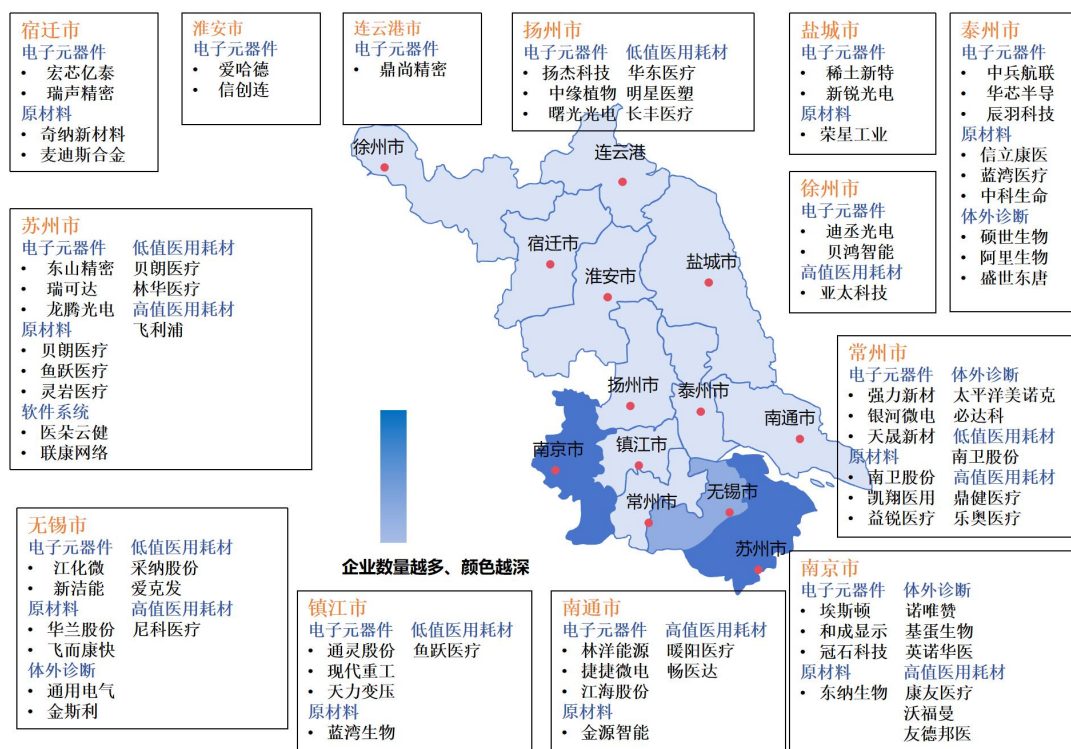 宿迁市
电子元器件
• 宏芯亿泰
• 瑞声精密
原材料
• 奇纳新材料
• 麦迪斯合金
淮安市
电子元器件
• 爱哈德
• 信创连
连云港市
电子元器件
• 鼎尚精密
扬州市
电子元器件 低值医用耗材
• 扬杰科技 华东医疗
• 中缘植物 明星医塑
• 曙光光电 长丰医疗
盐城市
电子元器件
• 稀土新特
• 新锐光电
原材料
• 荣星工业
泰州市
电子元器件
• 中兵航联
• 华芯半导
• 辰羽科技
原材料
• 信立康医
• 蓝湾医疗
• 中科生命
体外诊断
• 硕世生物
• 阿里生物
• 盛世东唐
徐州市
电子元器件
• 迪丞光电
• 贝鸿智能
高值医用耗材
• 亚太科技
苏州市
电子元器件 低值医用耗材
• 东山精密 贝朗医疗
• 瑞可达 林华医疗
• 龙腾光电 高值医用耗材
原材料 飞利浦
• 贝朗医疗
• 鱼跃医疗
• 灵岩医疗
软件系统
• 医朵云健
• 联康网络
徐州市
连云港
宿迁市
淮安市
盐城市
扬州市
泰州市
南通市
南京市
镇江市
常州市
无锡市
苏州市
企业数量越多、颜色越深
常州市
电子元器件 体外诊断
• 强力新材 太平洋美诺克
• 银河微电 必达科
• 天晟新材 低值医用耗材
原材料 南卫股份
• 南卫股份 高值医用耗材
• 凯翔医用 鼎健医疗
• 益锐医疗 乐奥医疗
无锡市
电子元器件 低值医用耗材
• 江化微 采纳股份
• 新洁能 爱克发
原材料 高值医用耗材
• 华兰股份 尼科医疗
• 飞而康快
体外诊断
• 通用电气
• 金斯利
镇江市
电子元器件 低值医用耗材
• 通灵股份 鱼跃医疗
• 现代重工
• 天力变压
原材料
• 蓝湾生物
南通市
电子元器件 高值医用耗材
• 林洋能源 暖阳医疗
• 捷捷微电 畅医达
• 江海股份
原材料
• 金源智能
南京市
电子元器件 体外诊断
• 埃斯顿 诺唯赞
• 和成显示 基蛋生物
• 冠石科技 英诺华医
原材料 高值医用耗材
• 东纳生物 康友医疗
沃福曼
友德邦医